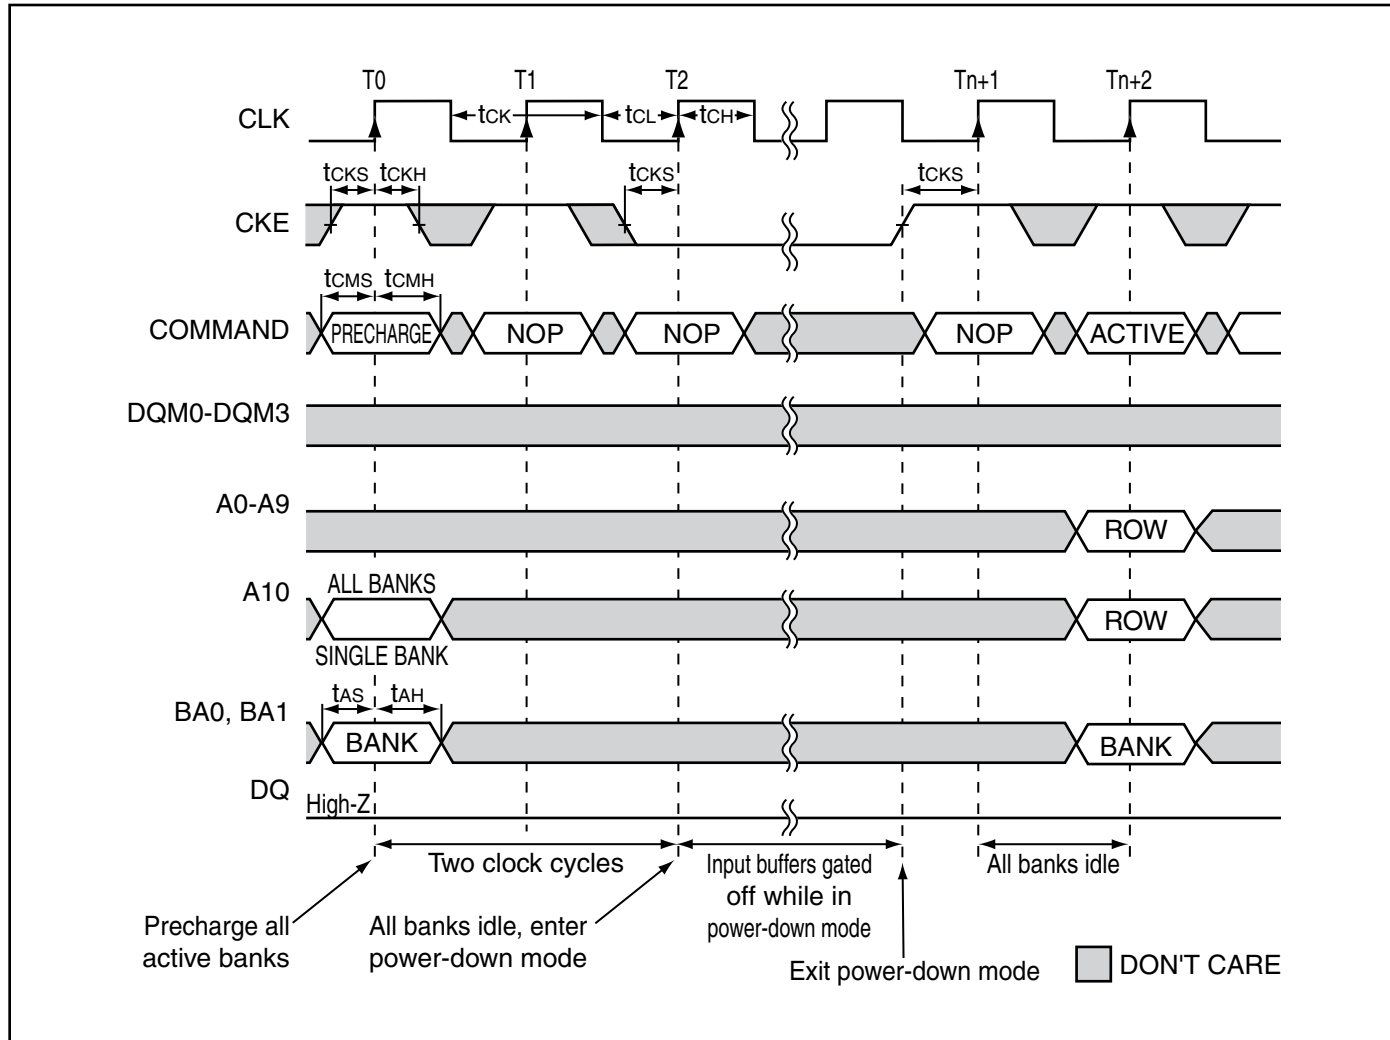 T0 T1 T2 Tn+1 Tn+2
CLK tCK tCL tCH
tCKS tCKH tCKS tCKS
CKE
tCMS tCMH
COMMAND PRECHARGE NOP NOP NOP ACTIVE
DQM0-DQM3
A0-A9 ROW
A10 ALL BANKS ROW
SINGLE BANK
tAS tAH
BA0, BA1 BANK BANK
DQ High-Z
Two clock cycles
Input buffers gated
off while in
power-down mode
All banks idle
Precharge all
active banks
All banks idle, enter
power-down mode
Exit power-down mode
DON'T CARE